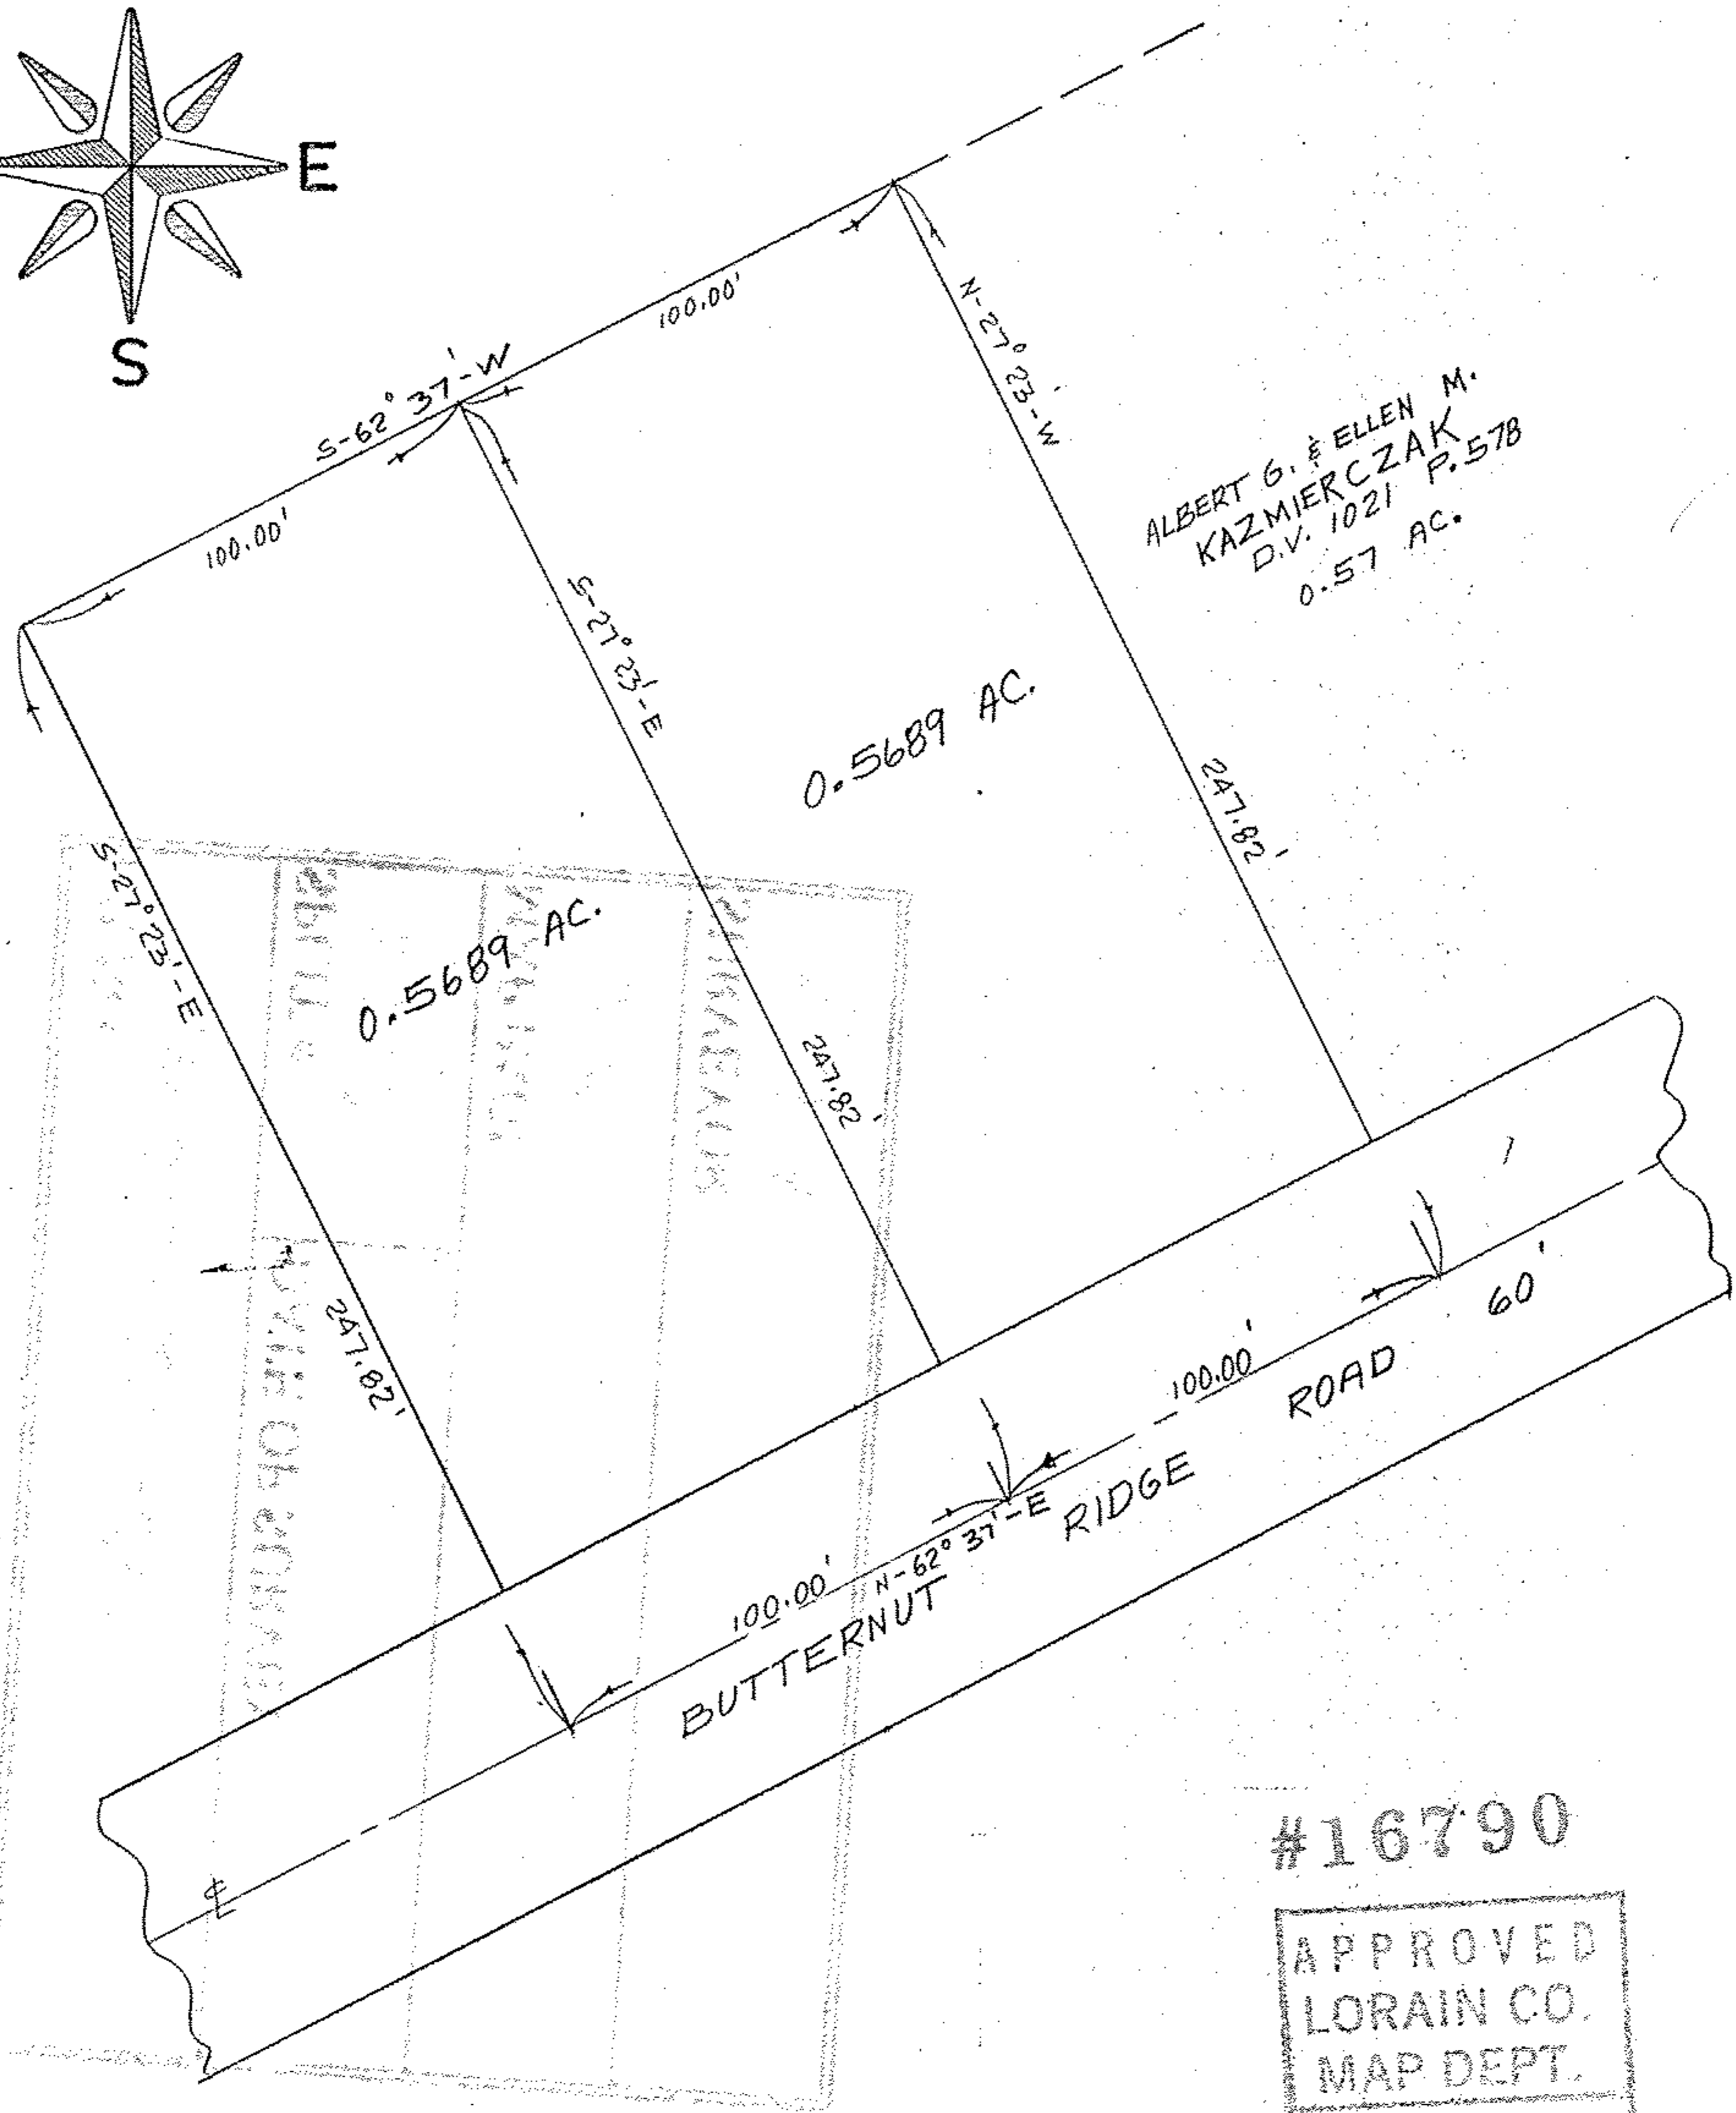 E
S
100.00'
S-62° 37'-W
100.00'
N-27° 23'-W
247.82'
ALBERT G. & ELLEN M.
KAZMIERCZAK
D.V. 1021 P. 578
0.57 AC.
S-27° 23'-E
247.82'
0.5689 AC.
S-27° 23'-E
247.82'
0.5689 AC.
100.00'
N-62° 37'-E
100.00'
BUTTERNUT RIDGE ROAD 60'
℄
#16790
APPROVED
LORAIN CO.
MAP DEPT.